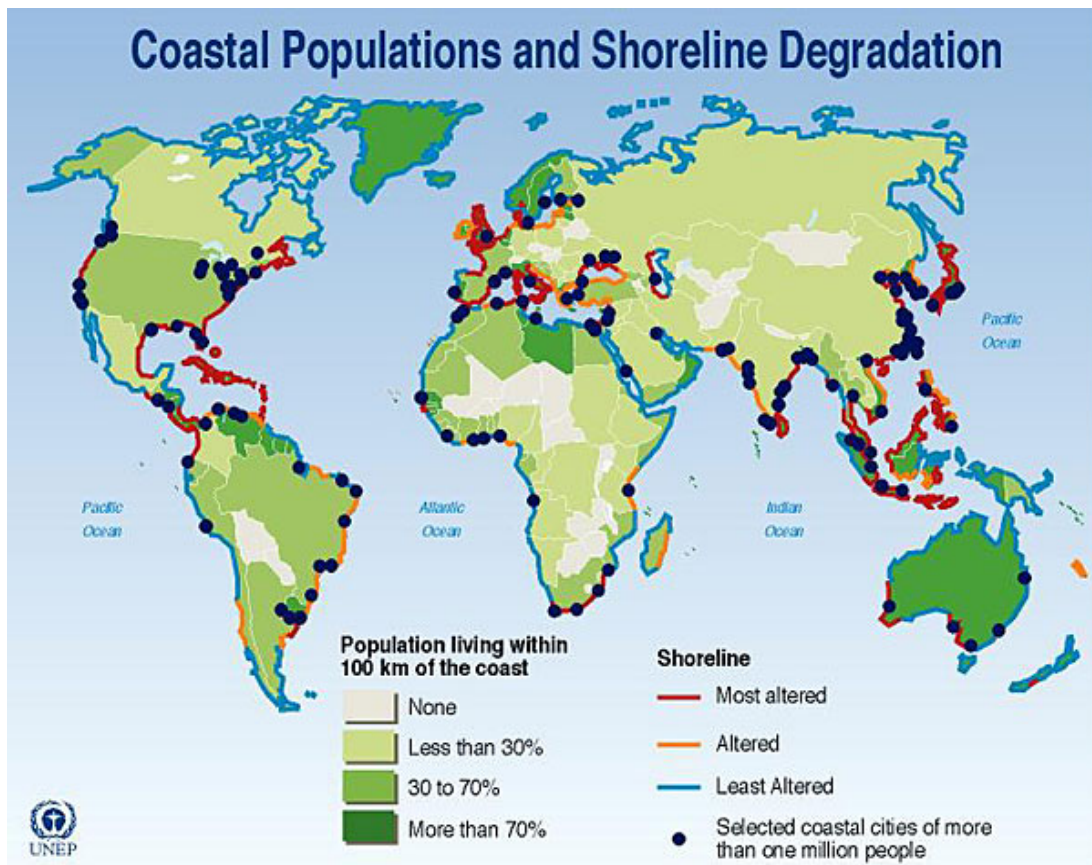 Coastal Populations and Shoreline Degradation
Pacific
Ocean
Pacific
Ocean
Atlantic
Ocean
Indian
Ocean
Population living within
100 km of the coast
None
Less than 30%
30 to 70%
More than 70%
Shoreline
Most altered
Altered
Least Altered
Selected coastal cities of more
than one million people
UNEP